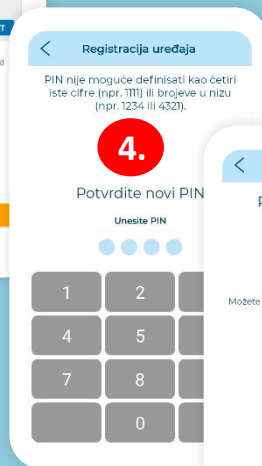 Registracija uređaja
PIN nije moguće definisati kao četiri
iste cifre (npr. 1111) ili brojeve u nizu
(npr. 1234 ili 4321).
4.
Potvrdite novi PIN
Unesite PIN
1 2
4 5
7 8
0
Možete